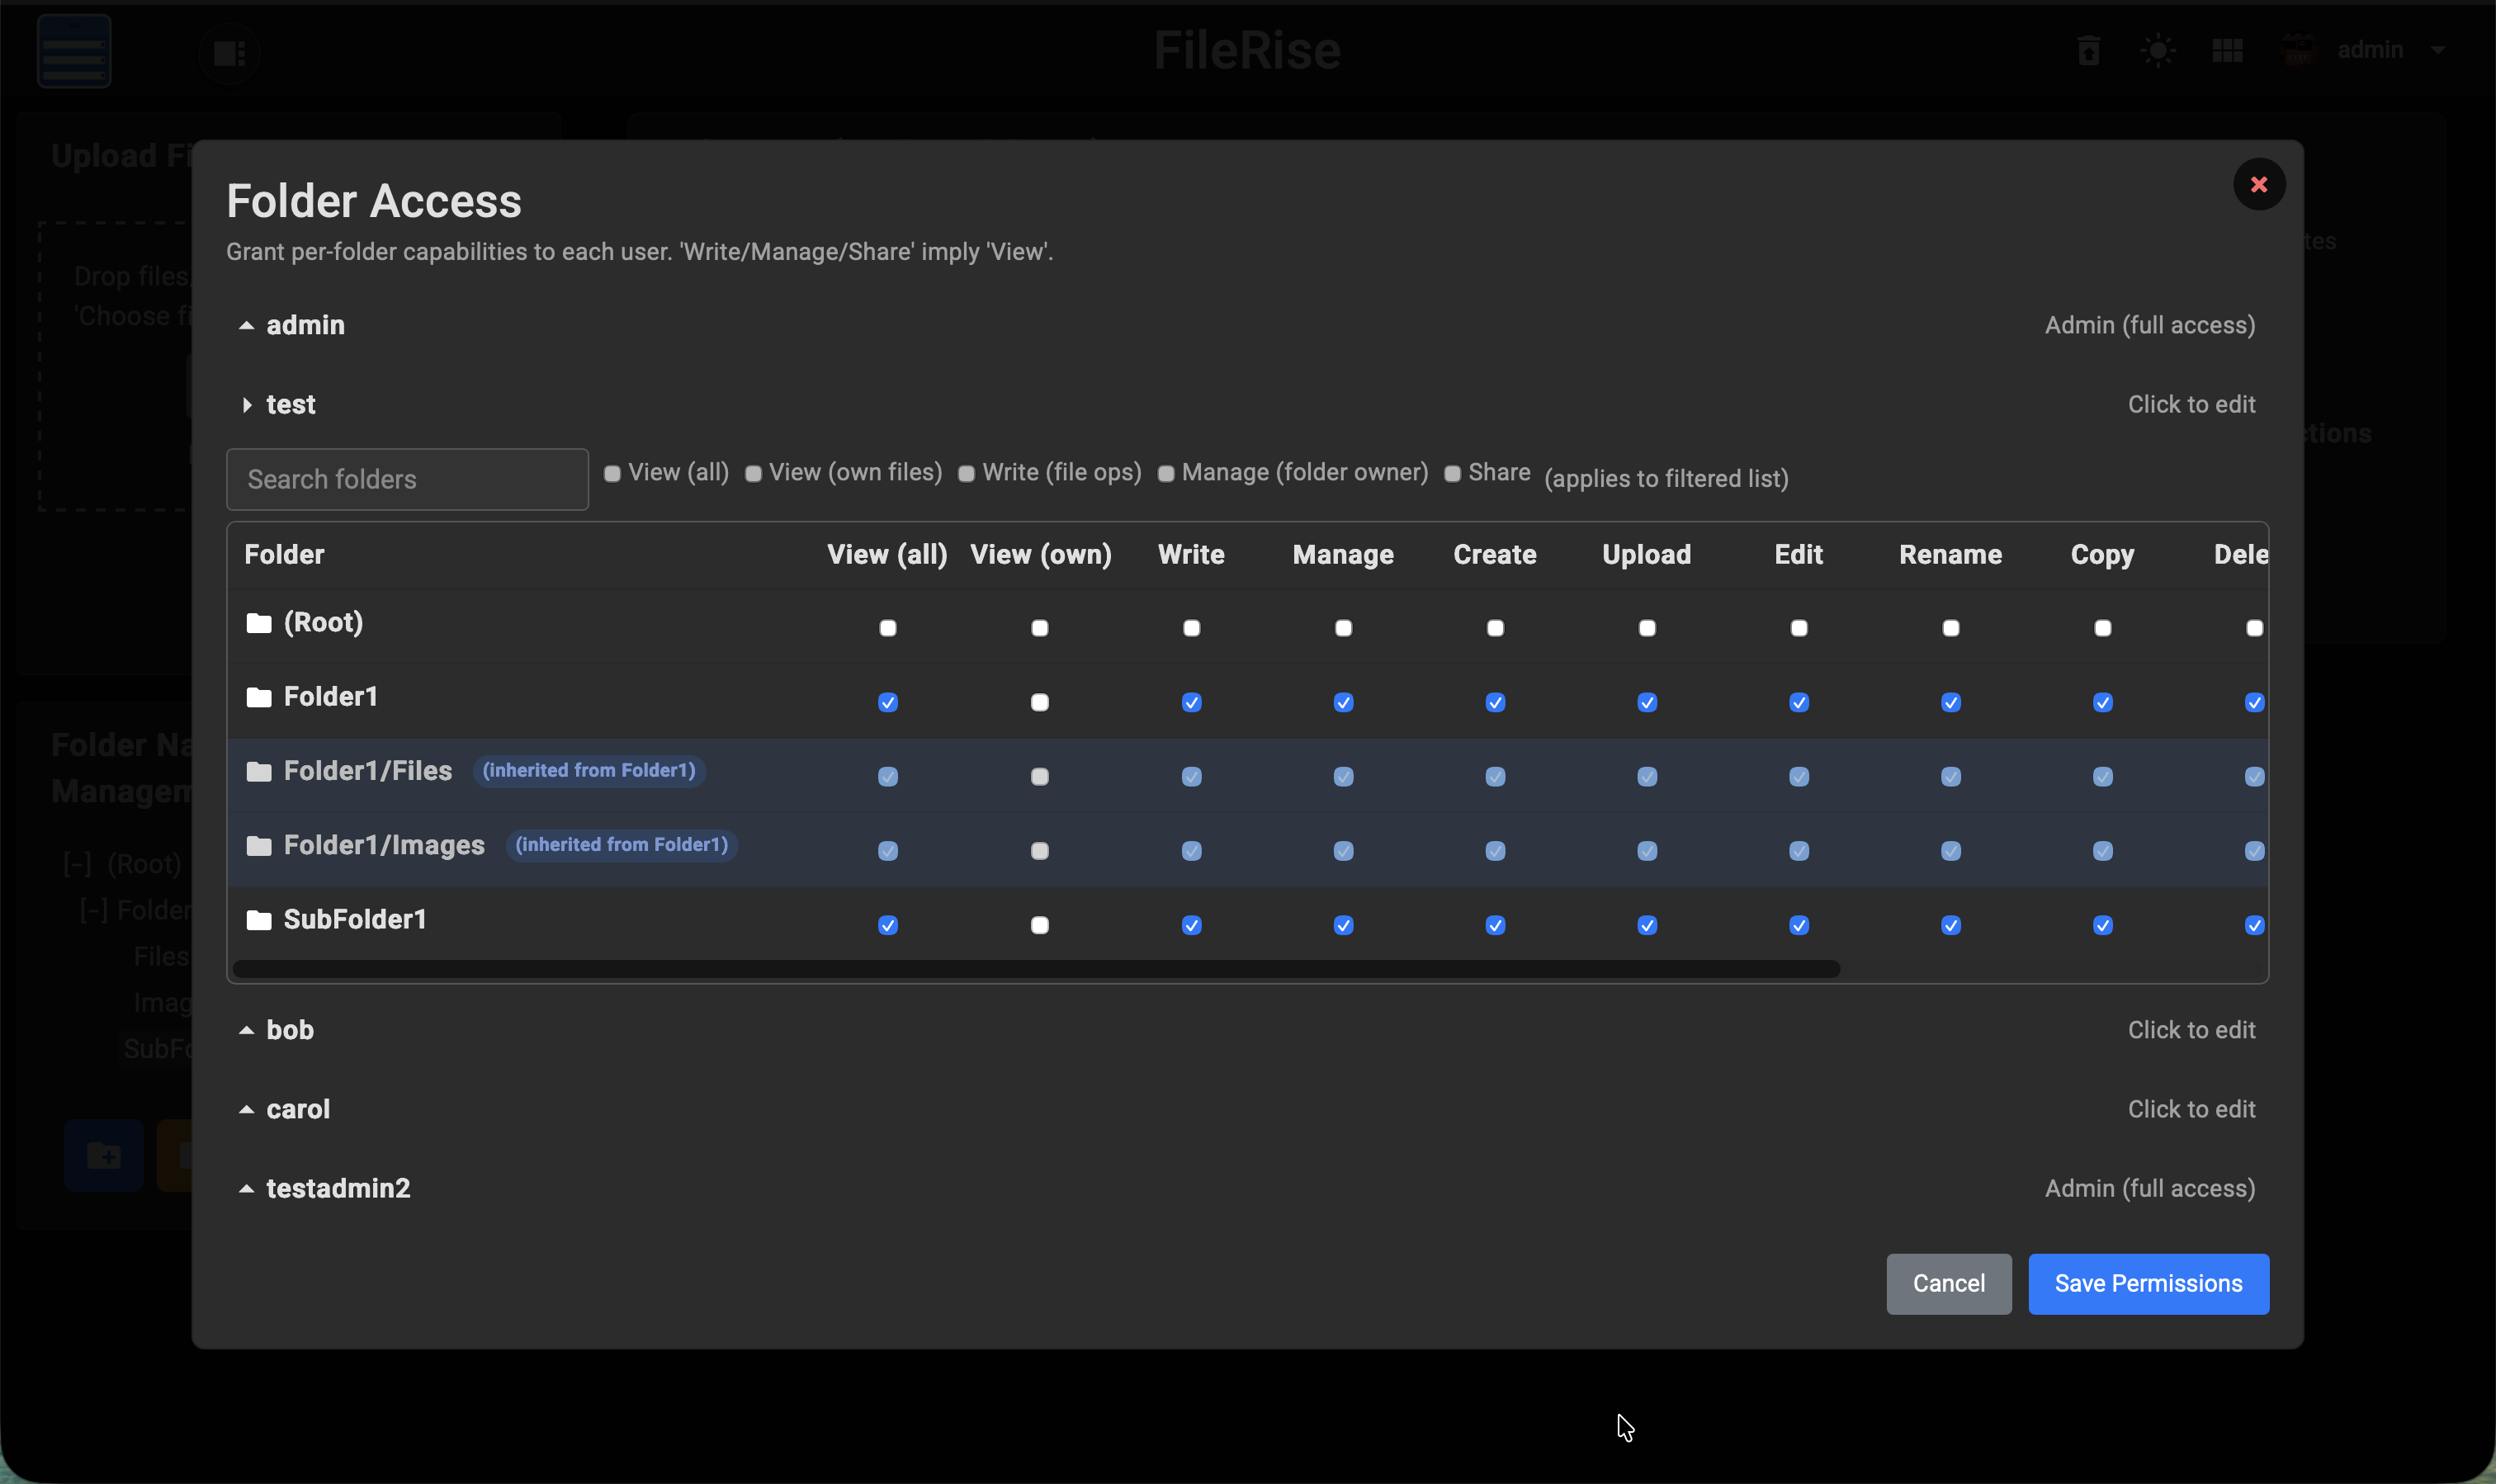 FileRise
admin
Upload Fi
Drop files,
'Choose fi
Folder Na
Managem
[-] (Root)
[-] Folder
Files
Imag
SubFo
tes
ctions
Folder Access
Grant per-folder capabilities to each user. 'Write/Manage/Share' imply 'View'.
admin Admin (full access)
test Click to edit
Search folders View (all) View (own files) Write (file ops) Manage (folder owner) Share (applies to filtered list)
Folder View (all) View (own) Write Manage Create Upload Edit Rename Copy Dele
(Root)
Folder1
Folder1/Files (inherited from Folder1)
Folder1/Images (inherited from Folder1)
SubFolder1
bob Click to edit
carol Click to edit
testadmin2 Admin (full access)
Cancel Save Permissions